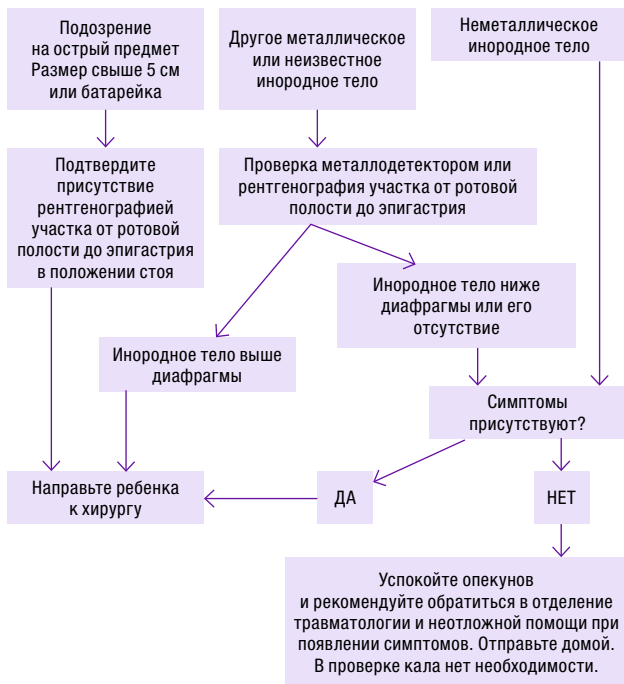 Подозрение
на острый предмет
Размер свыше 5 см
или батарейка
Другое металлическое
или неизвестное
инородное тело
Неметаллическое
инородное тело
Подтвердите
присутствие
рентгенографией
участка от ротовой
полости до эпигастрия
в положении стоя
Проверка металлодетектором или
рентгенография участка от ротовой
полости до эпигастрия
Инородное тело ниже
диафрагмы или его
отсутствие
Инородное тело выше
диафрагмы
Симптомы
присутствуют?
Направьте ребенка
к хирургу
ДА
НЕТ
Успокойте опекунов
и рекомендуйте обратиться в отделение
травматологии и неотложной помощи при
появлении симптомов. Отправьте домой.
В проверке кала нет необходимости.